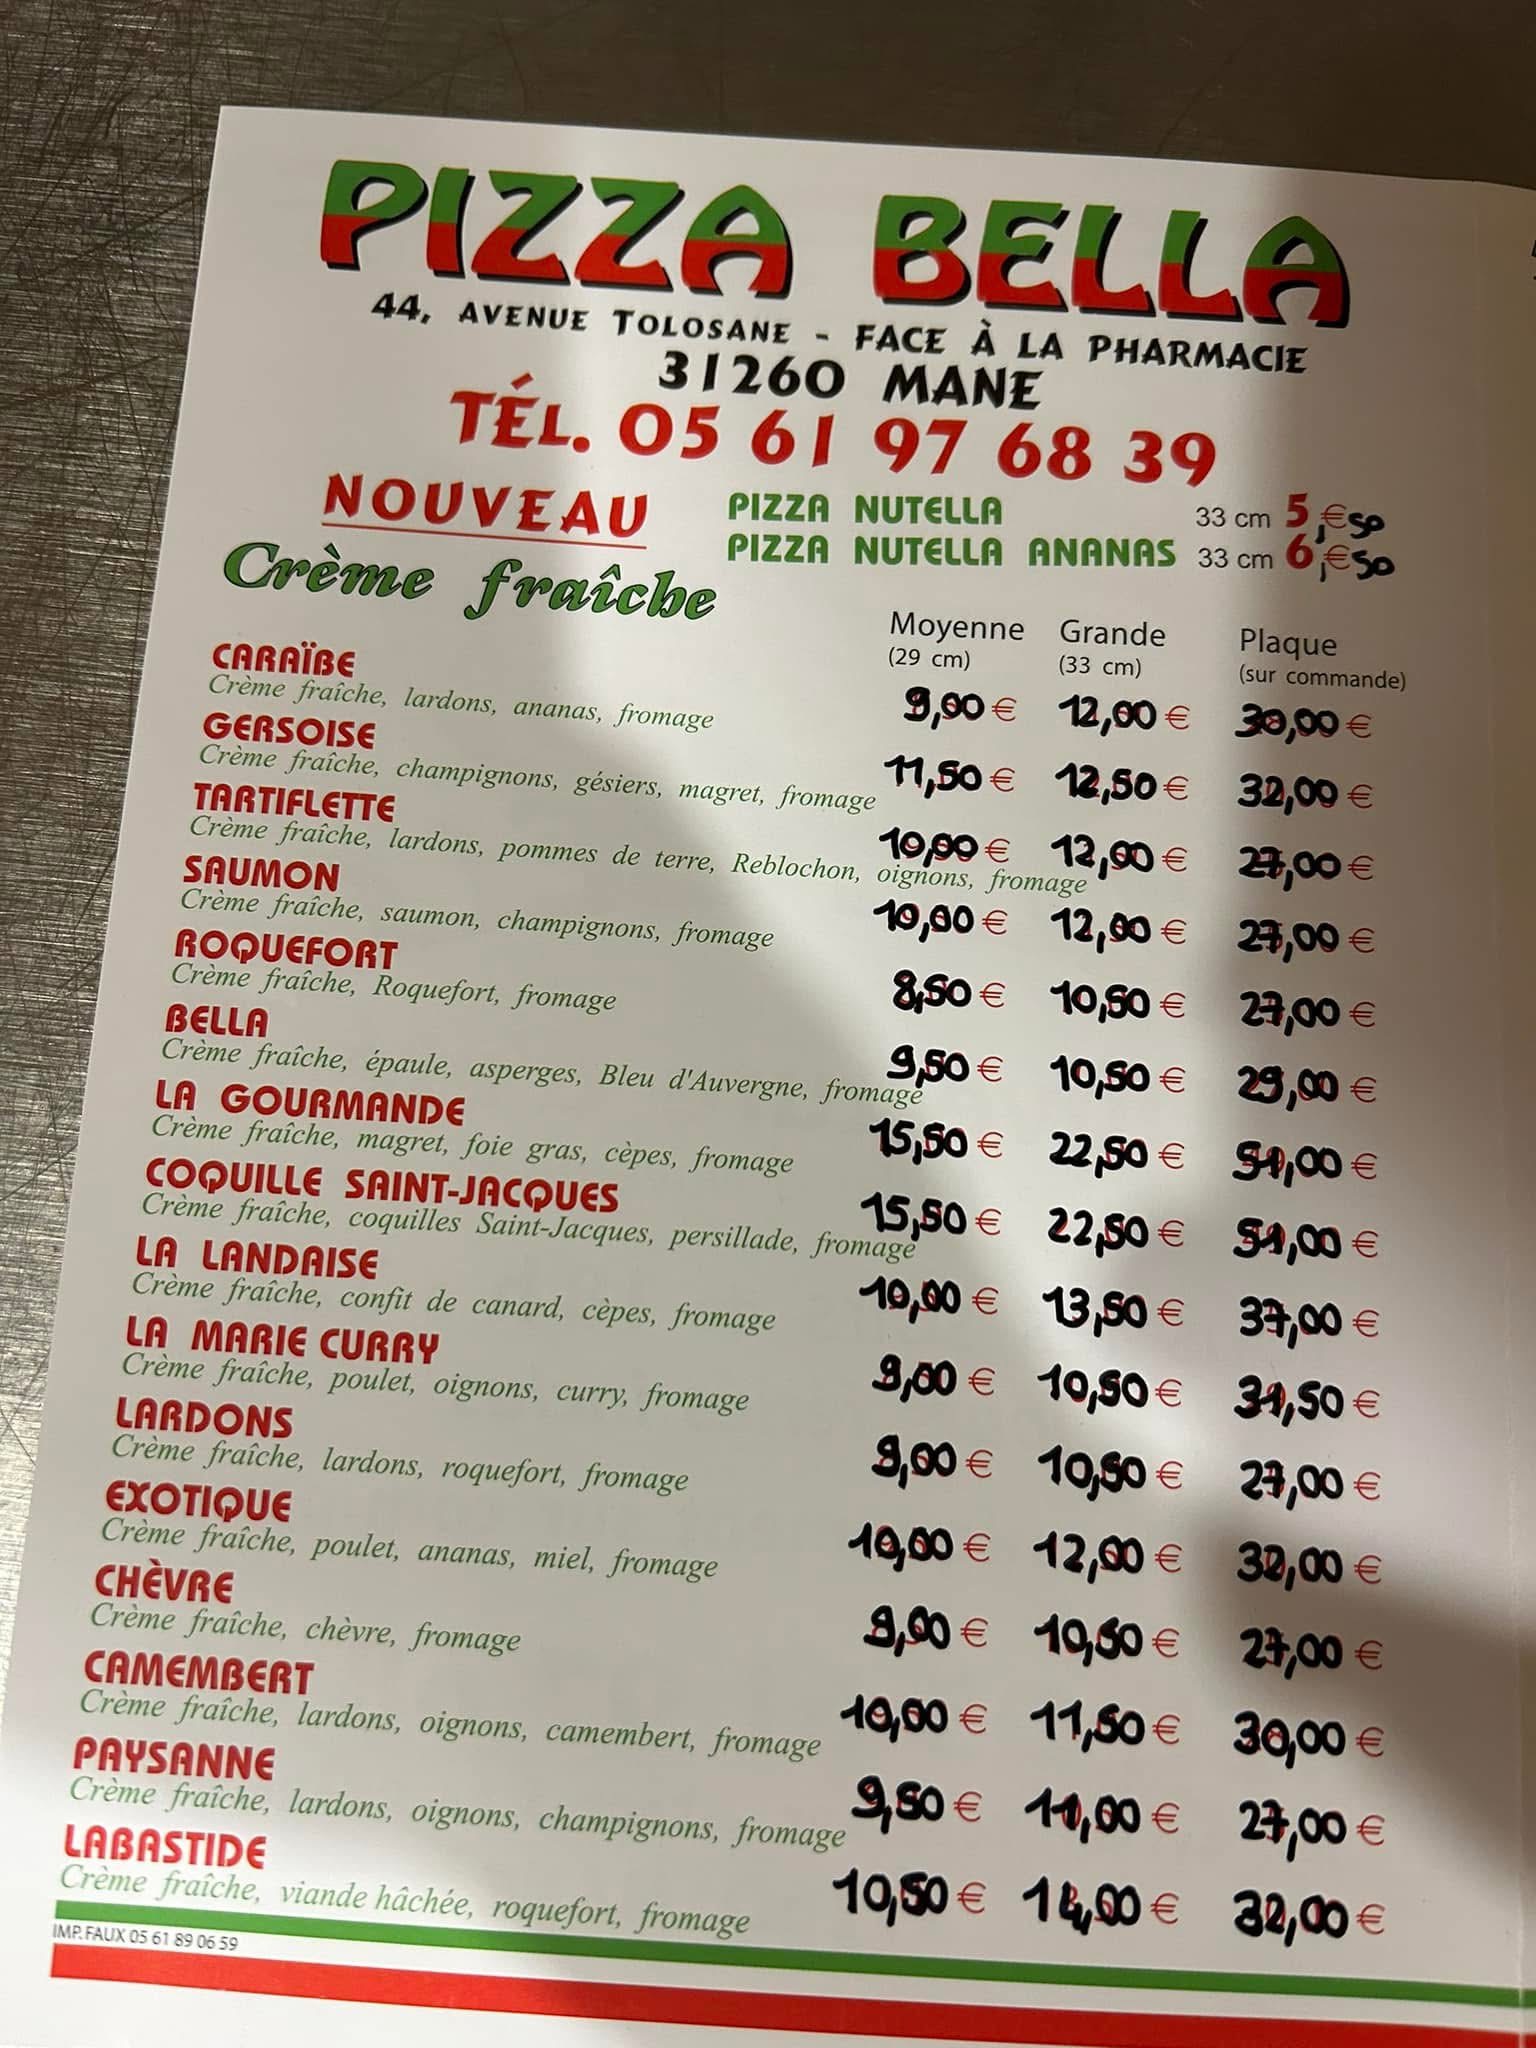 PIZZA BELLA
44, AVENUE TOLOSANE - FACE À LA PHARMACIE
31260 MANE
TÉL. 05 61 97 68 39
NOUVEAU
PIZZA NUTELLA 33 cm 5,€50
PIZZA NUTELLA ANANAS 33 cm 6,€50
Crème fraîche
Moyenne Grande Plaque
(29 cm) (33 cm) (sur commande)
CARAÏBE
Crème fraîche, lardons, ananas, fromage 9,00 € 12,00 € 30,00 €
GERSOISE
Crème fraîche, champignons, gésiers, magret, fromage 11,50 € 12,50 € 32,00 €
TARTIFLETTE
Crème fraîche, lardons, pommes de terre, Reblochon, oignons, fromage 10,00 € 12,00 € 27,00 €
SAUMON
Crème fraîche, saumon, champignons, fromage 10,00 € 12,00 € 27,00 €
ROQUEFORT
Crème fraîche, Roquefort, fromage 8,50 € 10,50 € 27,00 €
BELLA
Crème fraîche, épaule, asperges, Bleu d'Auvergne, fromage 9,50 € 10,50 € 29,00 €
LA GOURMANDE
Crème fraîche, magret, foie gras, cèpes, fromage 15,50 € 22,50 € 51,00 €
COQUILLE SAINT-JACQUES
Crème fraîche, coquilles Saint-Jacques, persillade, fromage 15,50 € 22,50 € 51,00 €
LA LANDAISE
Crème fraîche, confit de canard, cèpes, fromage 10,00 € 13,50 € 37,00 €
LA MARIE CURRY
Crème fraîche, poulet, oignons, curry, fromage 9,00 € 10,50 € 31,50 €
LARDONS
Crème fraîche, lardons, roquefort, fromage 9,00 € 10,50 € 27,00 €
EXOTIQUE
Crème fraîche, poulet, ananas, miel, fromage 10,00 € 12,00 € 32,00 €
CHÈVRE
Crème fraîche, chèvre, fromage 9,00 € 10,50 € 27,00 €
CAMEMBERT
Crème fraîche, lardons, oignons, camembert, fromage 10,00 € 11,50 € 30,00 €
PAYSANNE
Crème fraîche, lardons, oignons, champignons, fromage 9,50 € 11,00 € 27,00 €
LABASTIDE
Crème fraîche, viande hâchée, roquefort, fromage 10,50 € 14,00 € 32,00 €
IMP. FAUX 05 61 89 06 59